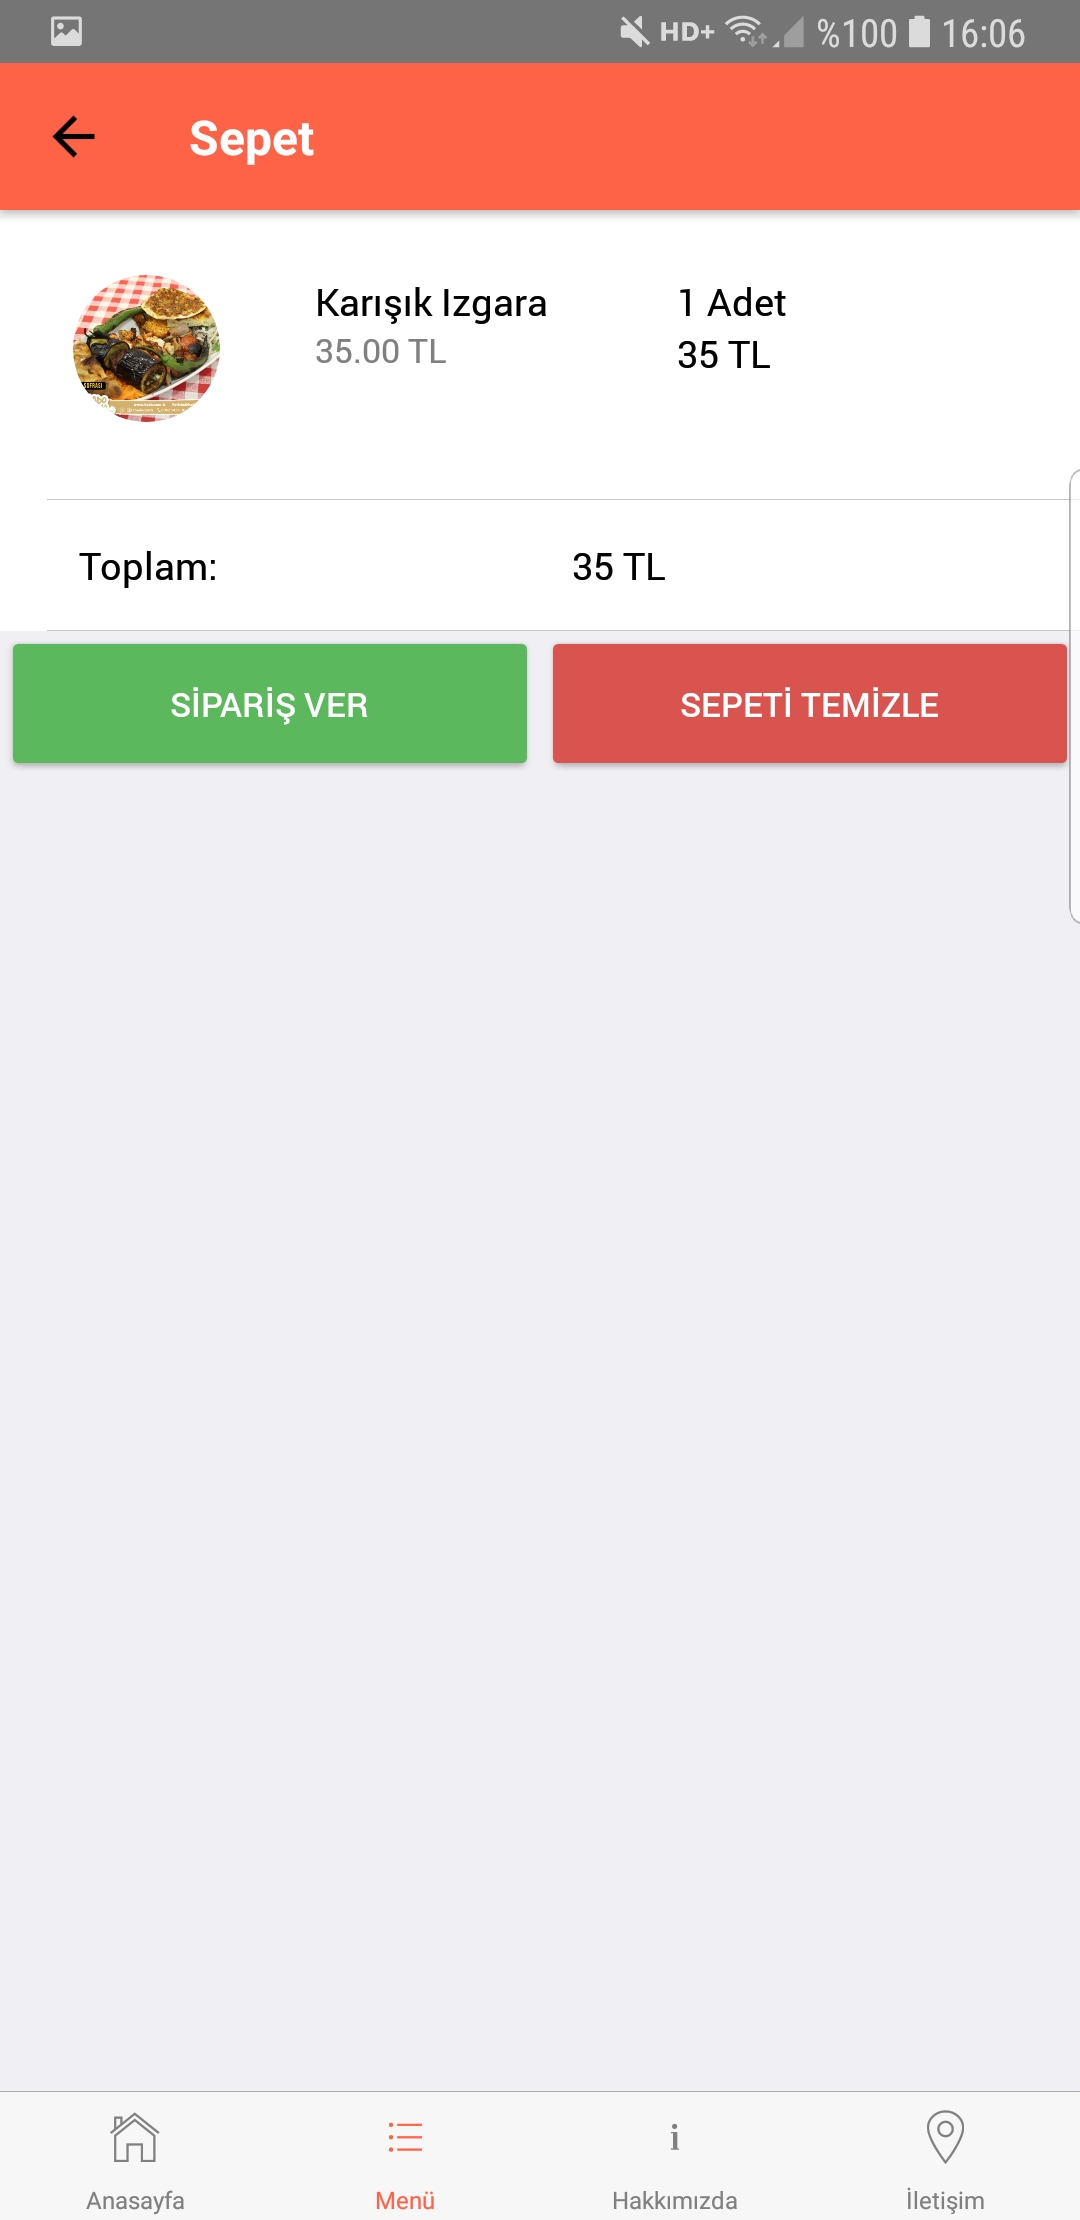 HD+ %100 16:06
Sepet
Karışık Izgara
35.00 TL
1 Adet
35 TL
SOFRASI
Toplam: 35 TL
SİPARİŞ VER
SEPETİ TEMİZLE
Anasayfa
Menü
Hakkımızda
İletişim